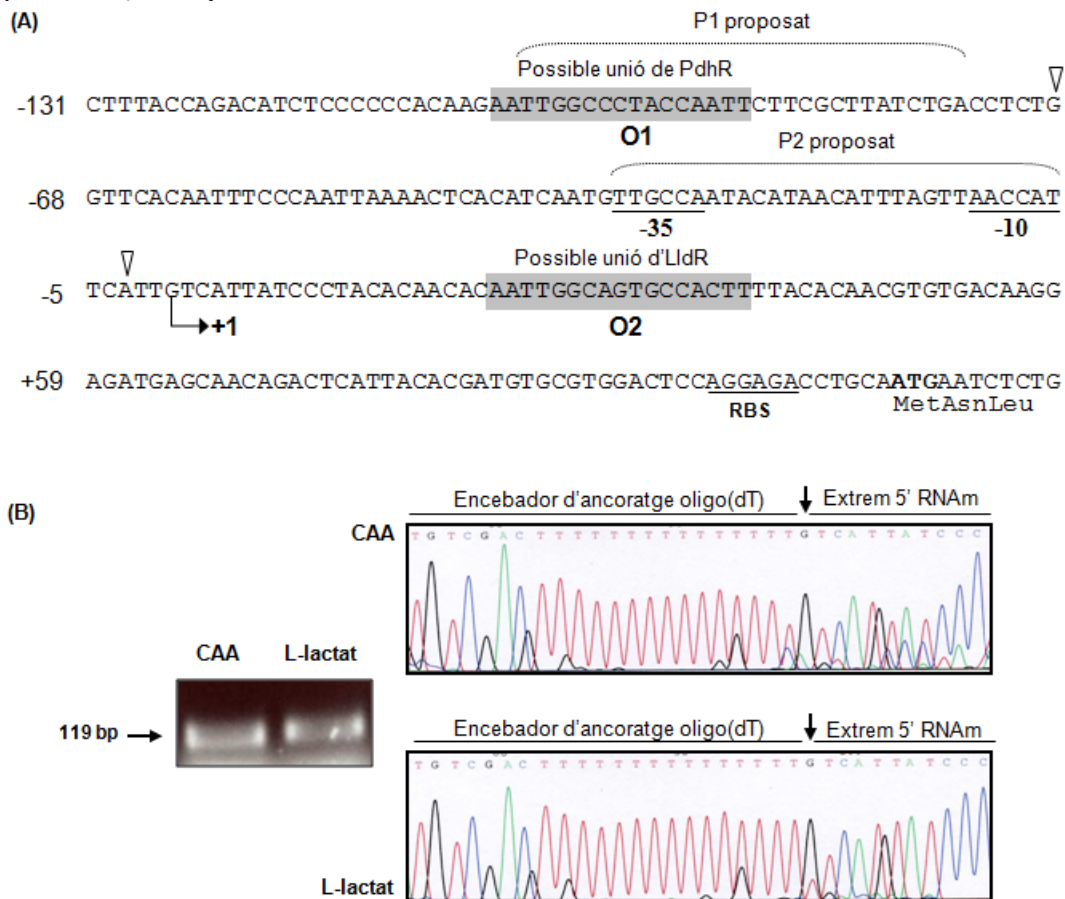 (A)
P1 proposat
Possible unió de PdhR
-131 CTTTACCAGACATCTCCCCCCACAAGAATTGGCCCTACCAATTCTTCGCTTATCTGACCTCTG
O1
P2 proposat
-68 GTTCACAATTTCCCAATTAAAACTCACATCAATGTTGCCAATACATAACATTTAGTTAACCAT
-35 -10
Possible unió d'LldR
-5 TCATTGTCATTATCCCTACACAACACAATTGGCAGTGCCACTTTTACACAACGTGTGACAAGG
+1 O2
+59 AGATGAGCAACAGACTCATTACACGATGTGCGTGGACTCCAGGAGACCTGCAATGAATCTCTG
RBS MetAsnLeu
(B)
Encebador d'ancoratge oligo(dT) Extrem 5' RNAm
CAA
T G T C G A C T T T T T T T T T T T T T T T T G T C A T T A T C C C
CAA L-lactat
119 bp
Encebador d'ancoratge oligo(dT) Extrem 5' RNAm
T G T C G A C T T T T T T T T T T T T T T T T G T C A T T A T C C C
L-lactat